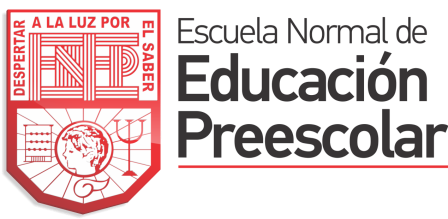 DESPERTAR
A LA LUZ POR
EL SABER
ENEP
Escuela Normal de
Educación
Preescolar